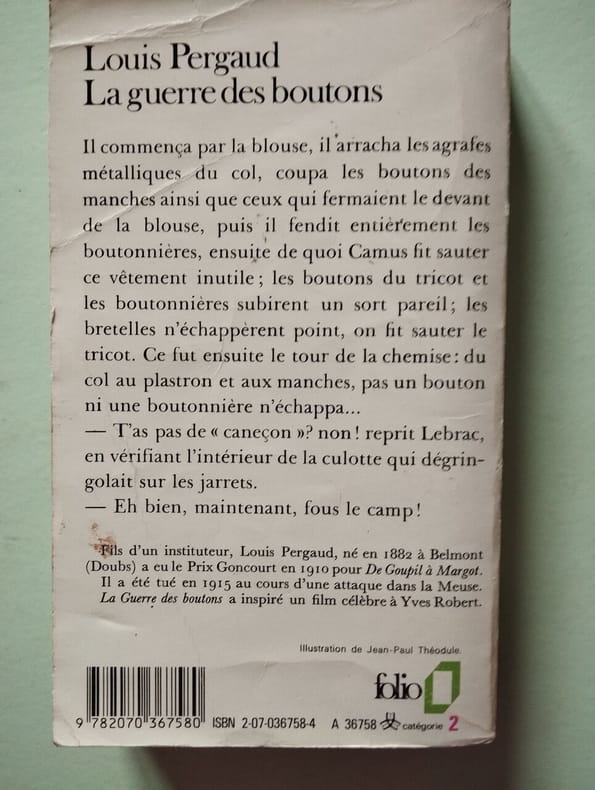 Louis Pergaud
La guerre des boutons
Il commença par la blouse, il arracha les agrafes
métalliques du col, coupa les boutons des
manches ainsi que ceux qui fermaient le devant
de la blouse, puis il fendit entièrement les
boutonnières, ensuite de quoi Camus fit sauter
ce vêtement inutile ; les boutons du tricot et
les boutonnières subirent un sort pareil ; les
bretelles n'échappèrent point, on fit sauter le
tricot. Ce fut ensuite le tour de la chemise : du
col au plastron et aux manches, pas un bouton
ni une boutonnière n'échappa...
— T'as pas de « caneçon »? non ! reprit Lebrac,
en vérifiant l'intérieur de la culotte qui dégrin-
golait sur les jarrets.
— Eh bien, maintenant, fous le camp !
Fils d'un instituteur, Louis Pergaud, né en 1882 à Belmont
(Doubs) a eu le Prix Goncourt en 1910 pour De Goupil à Margot.
Il a été tué en 1915 au cours d'une attaque dans la Meuse.
La Guerre des boutons a inspiré un film célèbre à Yves Robert.
Illustration de Jean-Paul Théodule.
folio
9 782070 367580 ISBN 2-07-036758-4 A 36758 catégorie 2